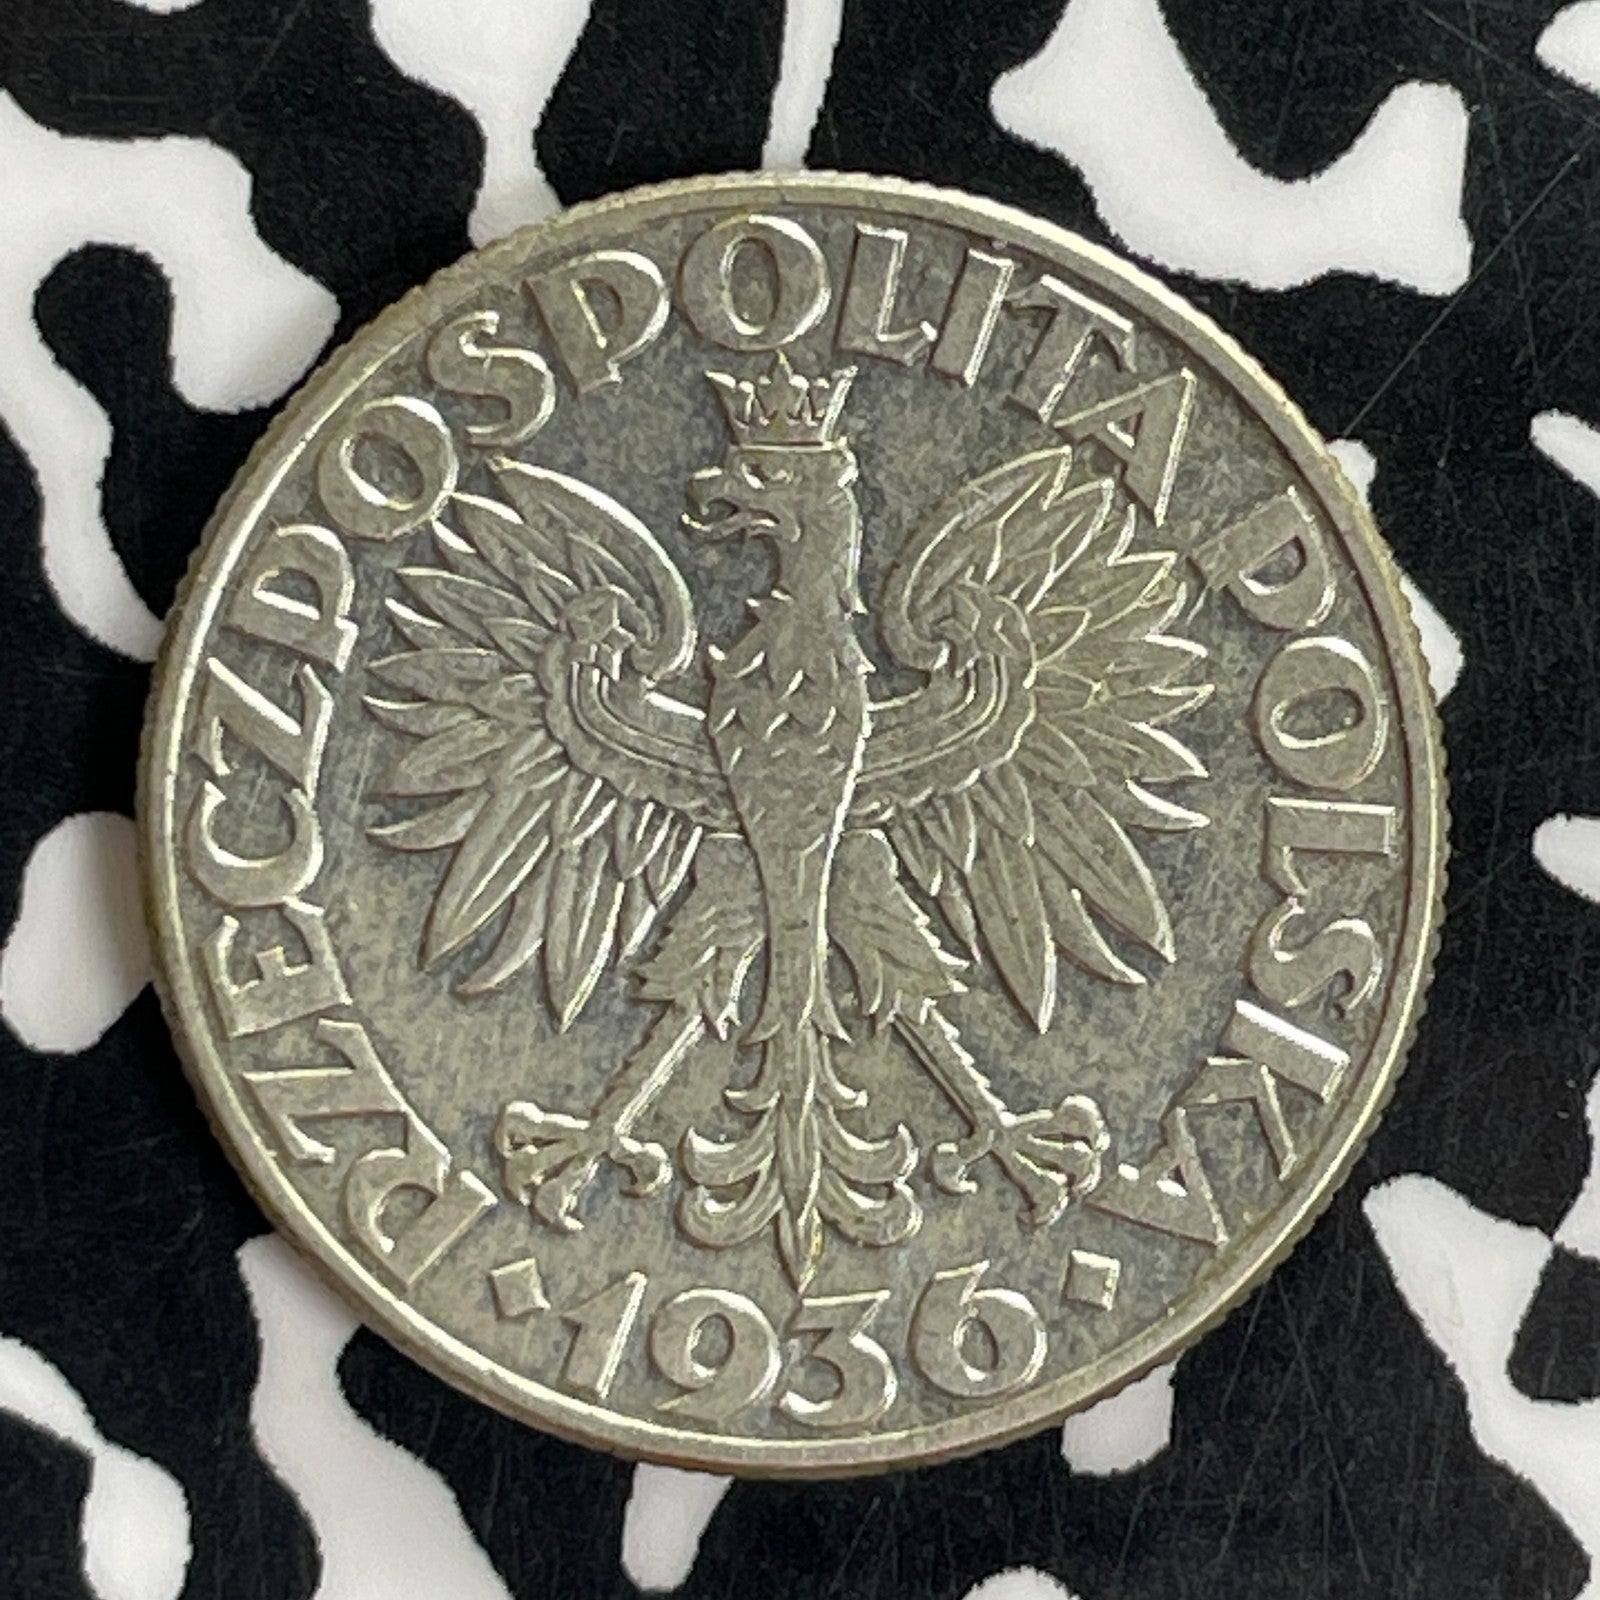 RZECZPOSPOLITA POLSKA
· 1936 ·